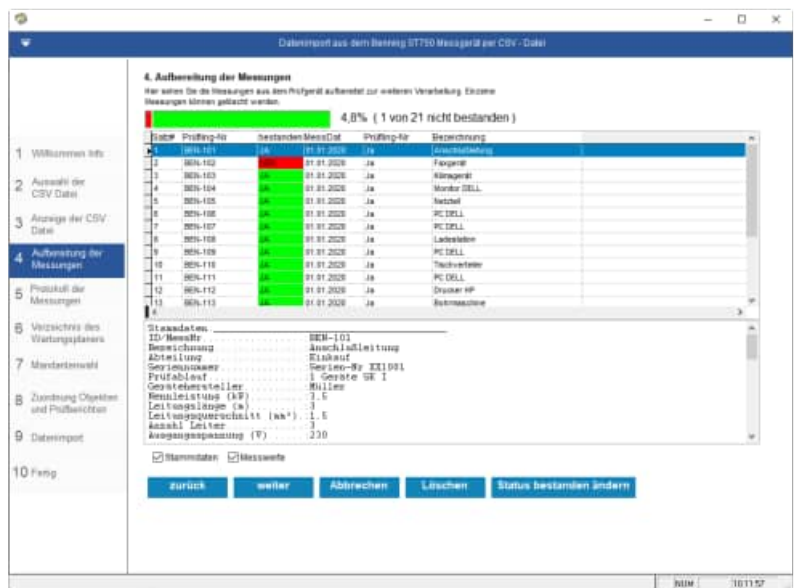 Datenimport aus dem Benning ST750 Messgerät per CSV - Datei
4. Aufbereitung der Messungen
Hier sehen Sie die Messungen aus dem Prüfgerät aufbereitet zur weiteren Verarbeitung. Einzelne
Messungen können gelöscht werden.
4,8% ( 1 von 21 nicht bestanden )
Satz# Prüfling-Nr bestanden MessDat Prüfling-Nr Bezeichnung
1 BEN-101 JA 01.01.2020 Ja Anschlußleitung
2 BEN-102 01.01.2020 Ja Faxgerät
3 BEN-103 JA 01.01.2020 Ja Klimagerät
4 BEN-104 JA 01.01.2020 Ja Monitor DELL
5 BEN-105 JA 01.01.2020 Ja Netzteil
6 BEN-106 JA 01.01.2020 Ja PC DELL
7 BEN-107 JA 01.01.2020 Ja PC DELL
8 BEN-108 JA 01.01.2020 Ja Ladestation
9 BEN-109 JA 01.01.2020 Ja PC DELL
10 BEN-110 JA 01.01.2020 Ja Tischverteiler
11 BEN-111 JA 01.01.2020 Ja PC DELL
12 BEN-112 JA 01.01.2020 Ja Drucker HP
13 BEN-113 JA 01.01.2020 Ja Bohrmaschine
1 Willkommen Info
2 Auswahl der
CSV Datei
3 Anzeige der CSV
Datei
4 Aufbereitung der
Messungen
5 Protokoll der
Messungen
6 Verzeichnis des
Wartungsplaners
7 Mandantenwahl
8 Zuordnung Objekten
und Prüfberichten
9 Datenimport
10 Fertig
Stammdaten
ID/MessNr BEN-101
Bezeichnung Anschlußleitung
Abteilung Einkauf
Seriennummer Serien-Nr XX1001
Prüfablauf 1 Geräte SK I
Gerätehersteller Müller
Nennleistung (kW) 3.5
Leitungslänge (m) 3
Leitungsquerschnitt (mm²) 1.5
Anzahl Leiter 3
Ausgangsspannung (V) 230
Stammdaten Messwerte
zurück weiter Abbrechen Löschen Status bestanden ändern
NUM 10:11:57